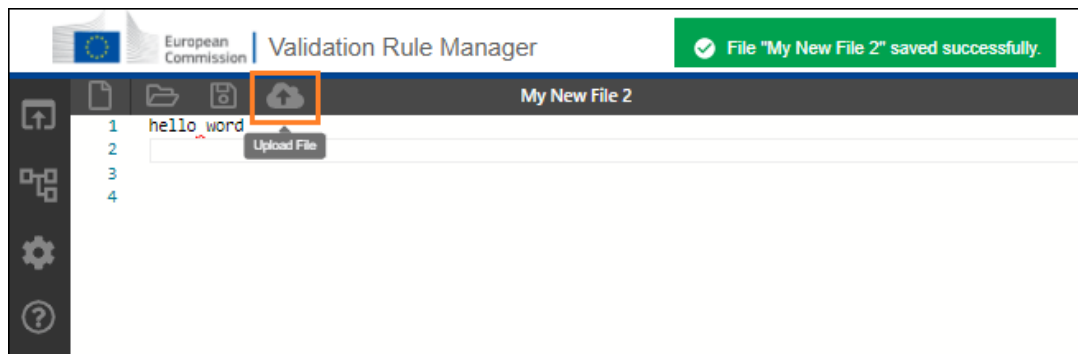 European
Commission
Validation Rule Manager
File "My New File 2" saved successfully.
My New File 2
1 hello word
Upload File
2
3
4